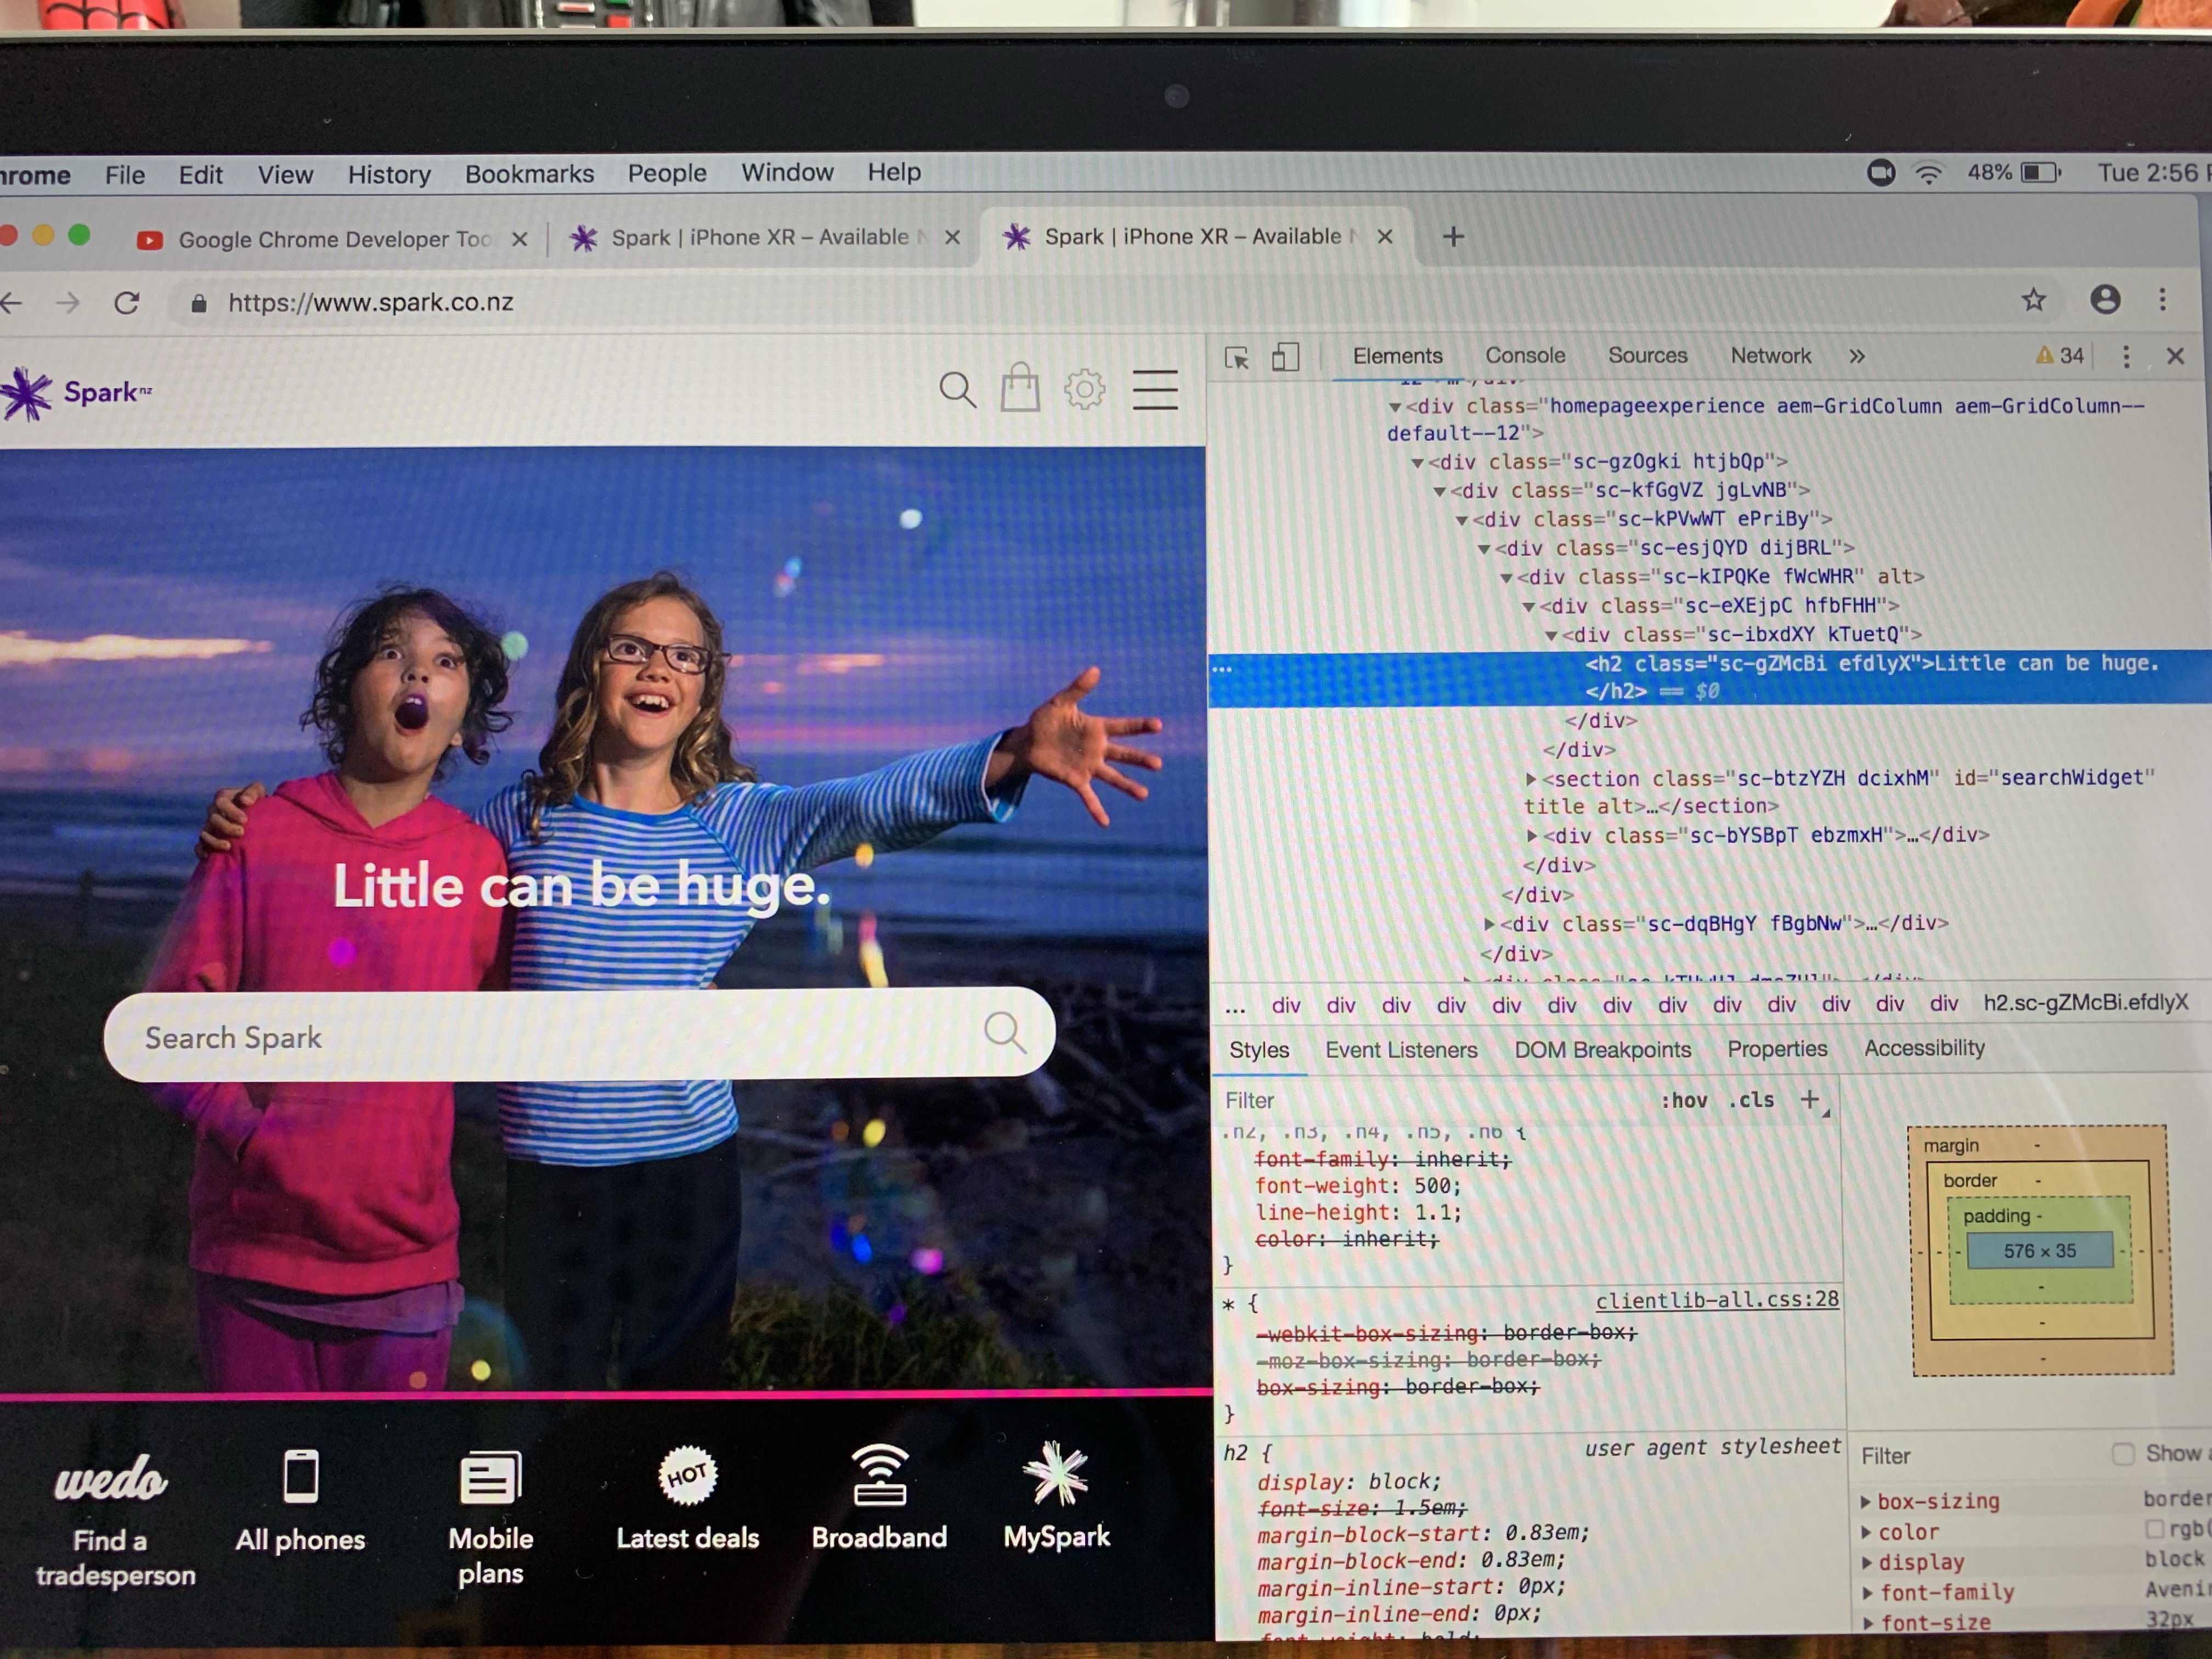 File Edit View History Bookmarks People Window Help 48% Tue 2:56
Google Chrome Developer Too
Spark | iPhone XR – Available
Spark | iPhone XR – Available
https://www.spark.co.nz
Spark nz
Little can be huge.
Search Spark
wedo
Find a
tradesperson
All phones
Mobile
plans
HOT
Latest deals
Broadband
MySpark
Elements Console Sources Network » 34
▼<div class="homepageexperience aem-GridColumn aem-GridColumn--
default--12">
▼<div class="sc-gzOgki htjbQp">
▼<div class="sc-kfGgVZ jgLvNB">
▼<div class="sc-kPVwWT ePriBy">
▼<div class="sc-esjQYD dijBRL">
▼<div class="sc-kIPQKe fWcWHR" alt>
▼<div class="sc-eXEjpC hfbFHH">
▼<div class="sc-ibxdXY kTuetQ">
... <h2 class="sc-gZMcBi efdlyX">Little can be huge.
</h2> == $0
</div>
</div>
▶<section class="sc-btzYZH dcixhM" id="searchWidget"
title alt>…</section>
▶<div class="sc-bYSBpT ebzmxH">…</div>
</div>
</div>
▶<div class="sc-dqBHgY fBgbNw">…</div>
</div>
... div div div div div div div div div div div div div h2.sc-gZMcBi.efdlyX
Styles Event Listeners DOM Breakpoints Properties Accessibility
Filter :hov .cls +
.h2, .h3, .h4, .h5, .h6 {
font-family: inherit;
font-weight: 500;
line-height: 1.1;
color: inherit;
}
* { clientlib-all.css:28
-webkit-box-sizing: border-box;
-moz-box-sizing: border-box;
box-sizing: border-box;
}
h2 { user agent stylesheet
display: block;
font-size: 1.5em;
margin-block-start: 0.83em;
margin-block-end: 0.83em;
margin-inline-start: 0px;
margin-inline-end: 0px;
font-weight: bold;
margin -
border -
padding -
576 × 35
Filter Show
▶ box-sizing border
▶ color rgb(
▶ display block
▶ font-family Aveni
▶ font-size 32px